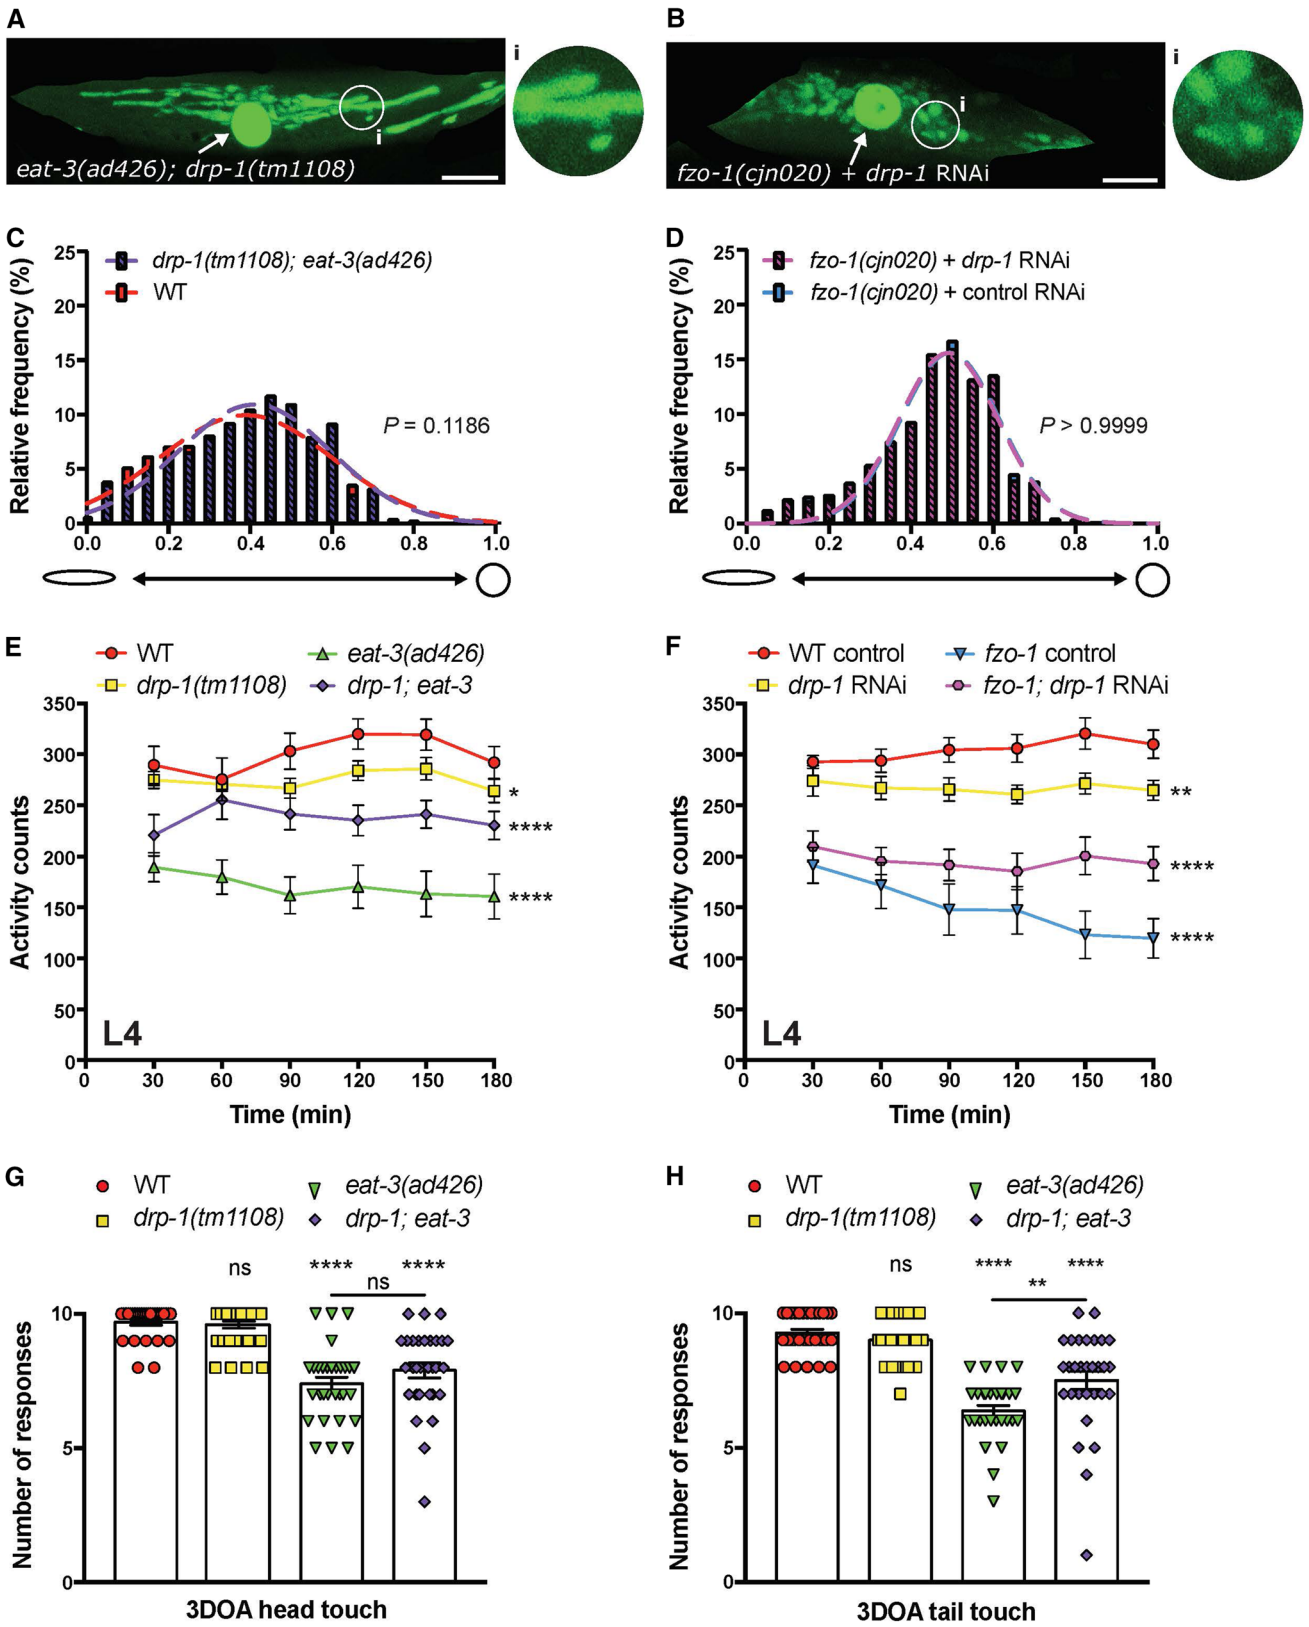 A
B
i
i
i
i
eat-3(ad426); drp-1(tm1108)
fzo-1(cjn020) + drp-1 RNAi
C
Relative frequency (%)
25
20
15
10
5
0
drp-1(tm1108); eat-3(ad426)
WT
P = 0.1186
0.0 0.2 0.4 0.6 0.8 1.0
D
Relative frequency (%)
25
20
15
10
5
0
fzo-1(cjn020) + drp-1 RNAi
fzo-1(cjn020) + control RNAi
P > 0.9999
0.0 0.2 0.4 0.6 0.8 1.0
E
WT
eat-3(ad426)
drp-1(tm1108)
drp-1; eat-3
Activity counts
350
300
250
200
150
100
50
0
*
****
****
L4
0 30 60 90 120 150 180
Time (min)
F
WT control
fzo-1 control
drp-1 RNAi
fzo-1; drp-1 RNAi
Activity counts
350
300
250
200
150
100
50
0
**
****
****
L4
0 30 60 90 120 150 180
Time (min)
G
WT
eat-3(ad426)
drp-1(tm1108)
drp-1; eat-3
ns **** ****
ns
Number of responses
10
5
0
3DOA head touch
H
WT
eat-3(ad426)
drp-1(tm1108)
drp-1; eat-3
ns **** ****
**
Number of responses
10
5
0
3DOA tail touch